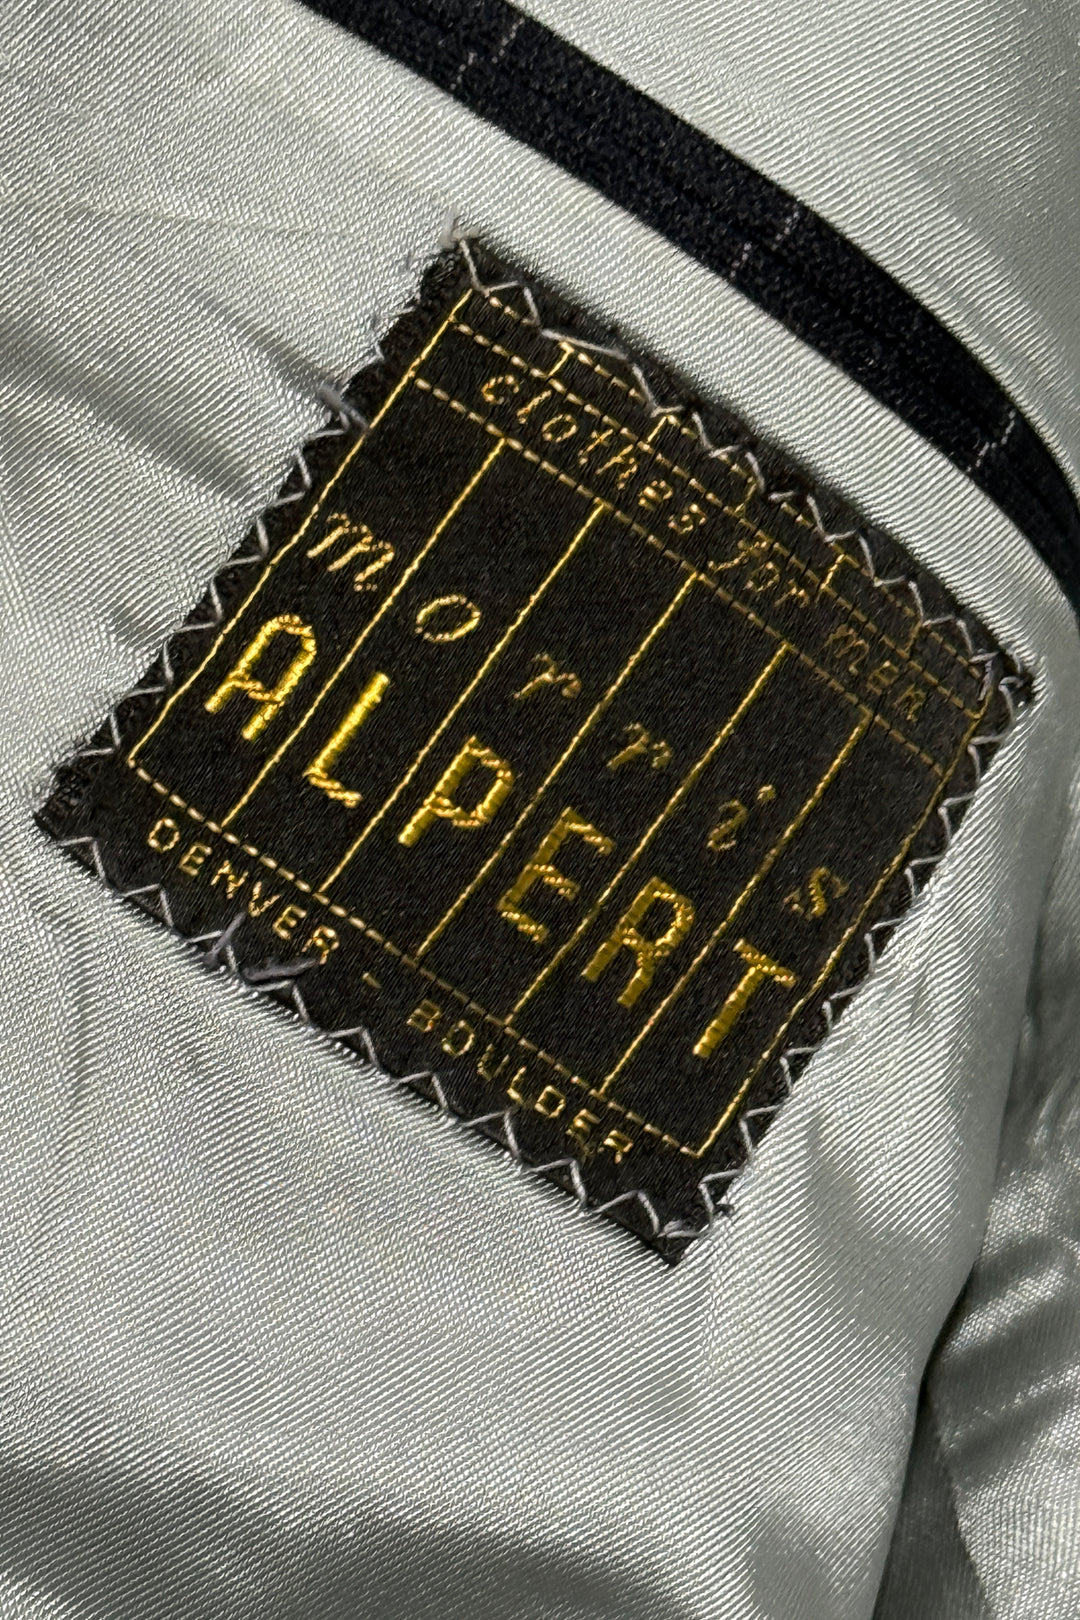 clothes for men
morris
ALPERT
DENVER - BOULDER